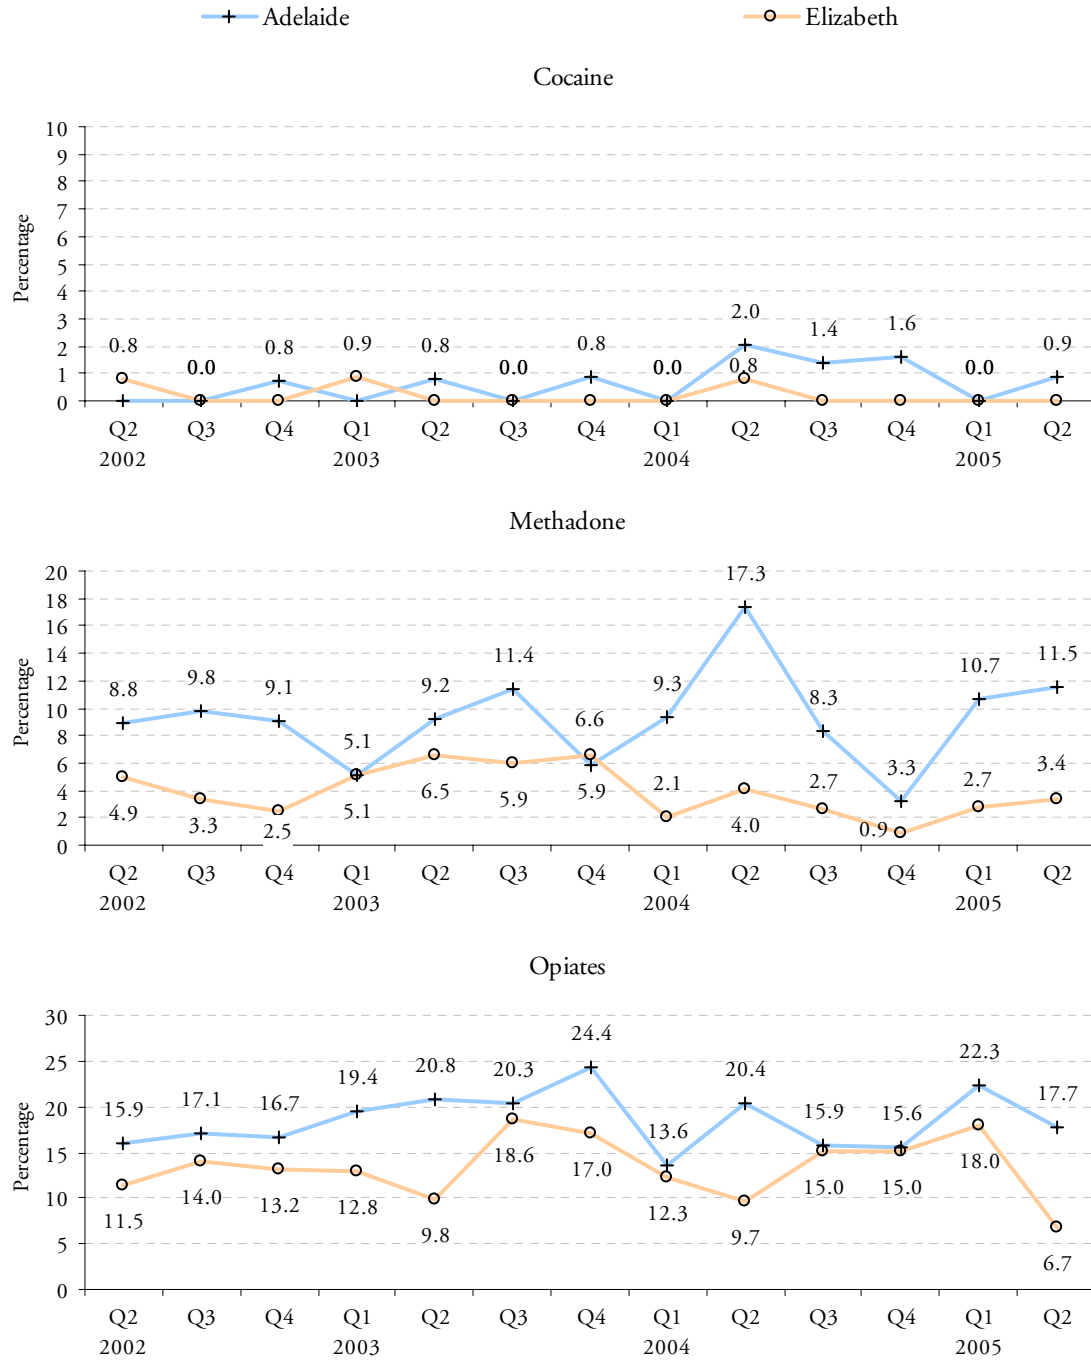 Adelaide Elizabeth
Cocaine
Percentage
10
9
8
7
6
5
4
3
2
1
0
0.8 0.0 0.8 0.9 0.8 0.0 0.8 0.0 2.0 1.4 1.6 0.0 0.9
0.8
Q2 Q3 Q4 Q1 Q2 Q3 Q4 Q1 Q2 Q3 Q4 Q1 Q2
2002 2003 2004 2005
Methadone
Percentage
20
18
16
14
12
10
8
6
4
2
0
8.8 9.8 9.1 5.1 9.2 11.4 6.6 9.3 17.3 8.3 3.3 10.7 11.5
4.9 3.3 2.5 5.1 6.5 5.9 5.9 2.1 4.0 2.7 0.9 2.7 3.4
Q2 Q3 Q4 Q1 Q2 Q3 Q4 Q1 Q2 Q3 Q4 Q1 Q2
2002 2003 2004 2005
Opiates
Percentage
30
25
20
15
10
5
0
15.9 17.1 16.7 19.4 20.8 20.3 24.4 13.6 20.4 15.9 15.6 22.3 17.7
11.5 14.0 13.2 12.8 9.8 18.6 17.0 12.3 9.7 15.0 15.0 18.0 6.7
Q2 Q3 Q4 Q1 Q2 Q3 Q4 Q1 Q2 Q3 Q4 Q1 Q2
2002 2003 2004 2005